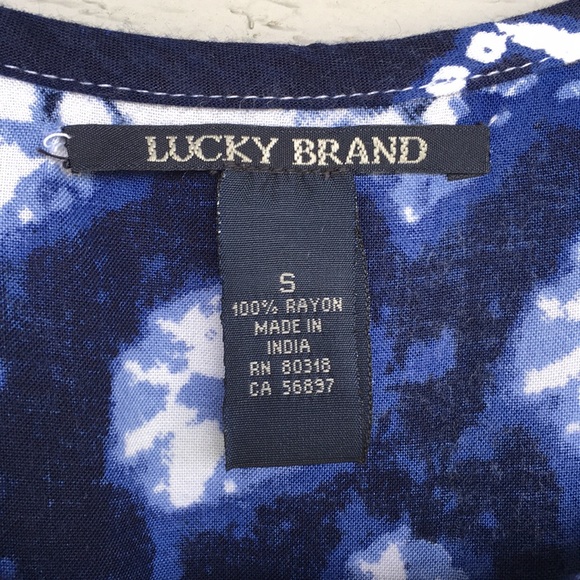 LUCKY BRAND
S
100% RAYON
MADE IN
INDIA
RN 80318
CA 56897